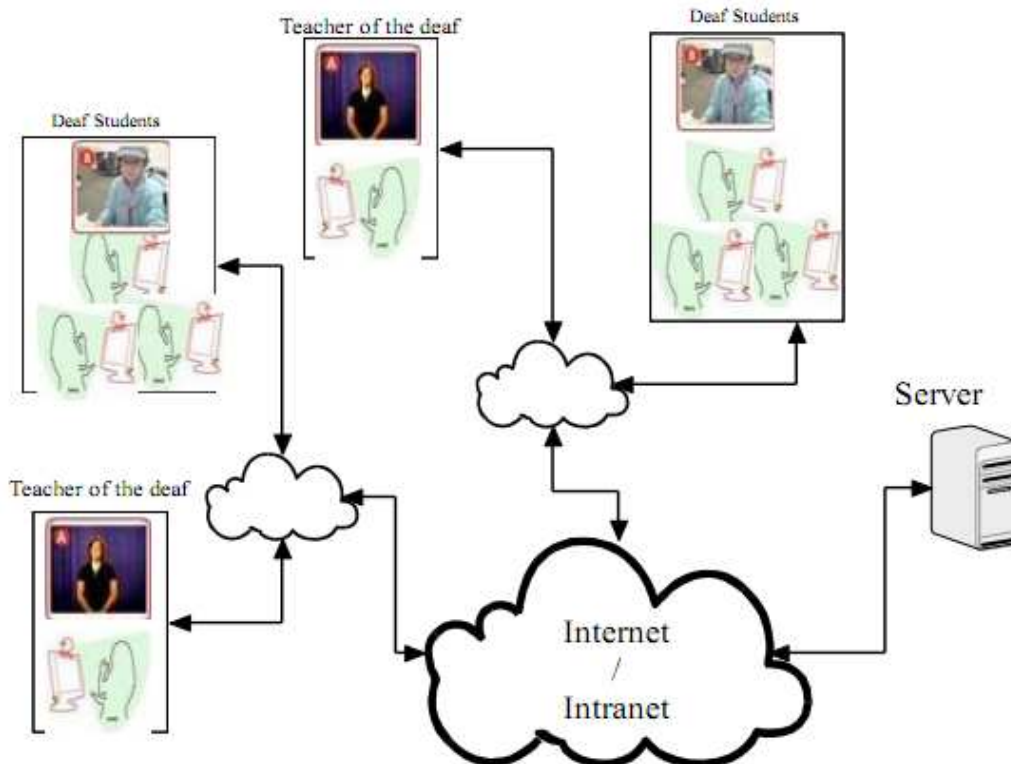 Teacher of the deaf
Deaf Students
Deaf Students
A
B
B
Server
Teacher of the deaf
A
Internet
/
Intranet